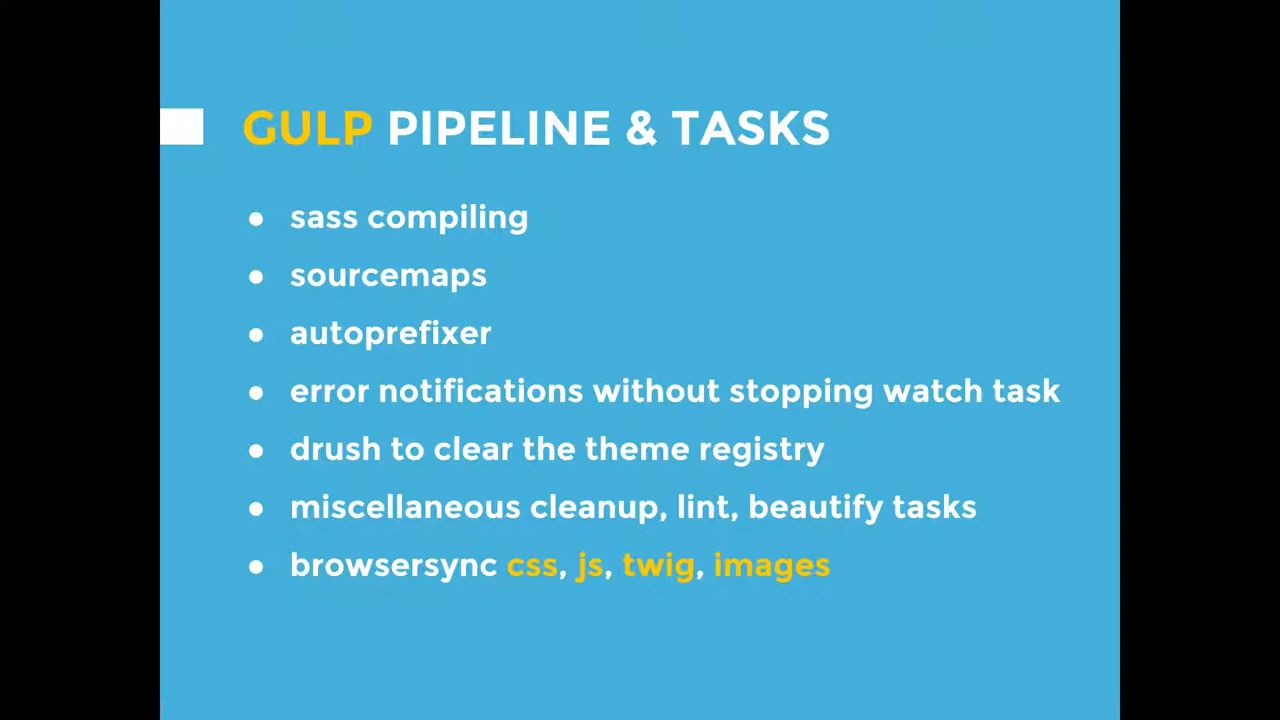 GULP PIPELINE & TASKS
● sass compiling
● sourcemaps
● autoprefixer
● error notifications without stopping watch task
● drush to clear the theme registry
● miscellaneous cleanup, lint, beautify tasks
● browsersync css, js, twig, images